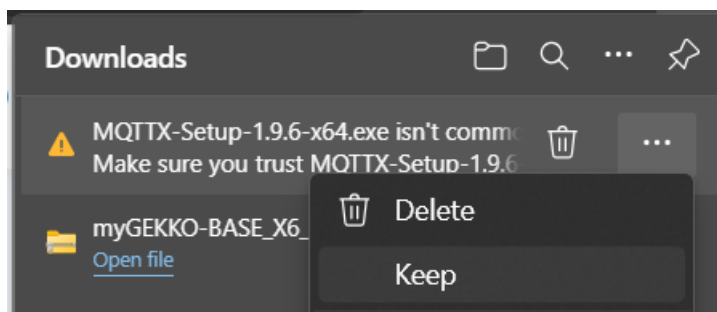 Downloads
MQTTX-Setup-1.9.6-x64.exe isn't
Make sure you trust MQTTX-Setup-1.9.6
Delete
myGEKKO-BASE_X6_
Open file
Keep